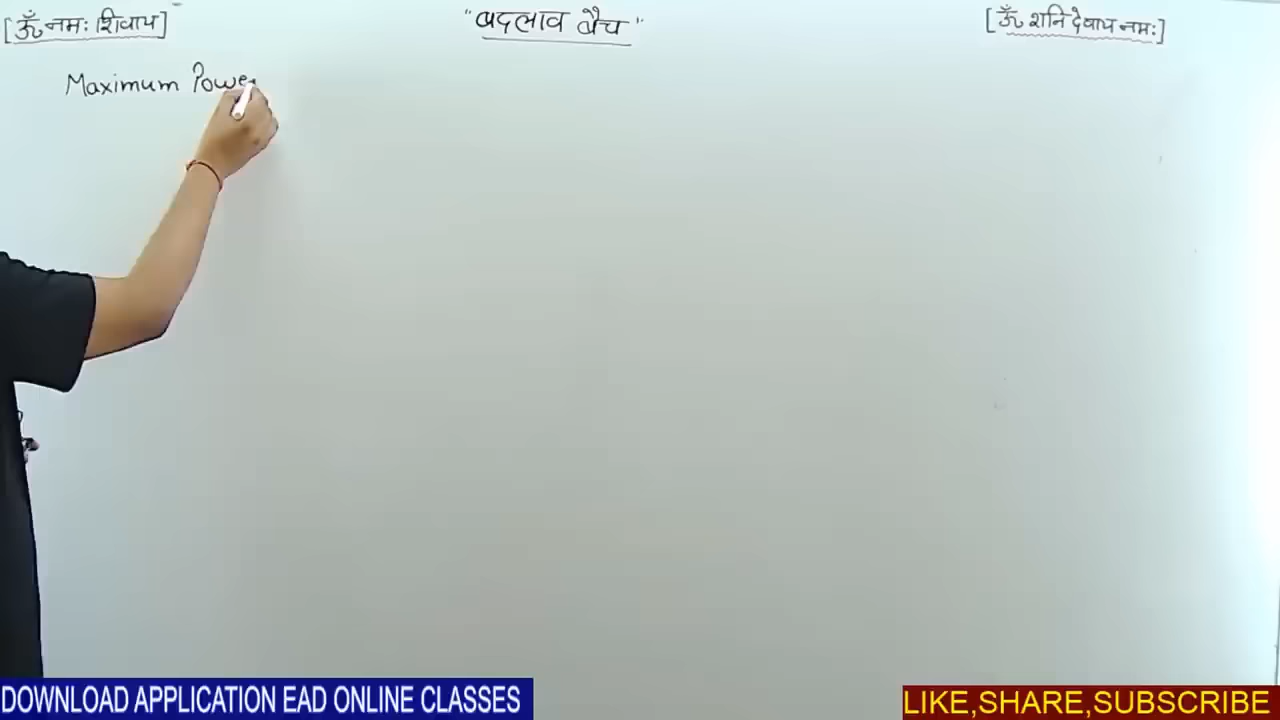 [ॐ नमः शिवाय]
"बदलाव बैच"
[ॐ शनि देवाय नमः]
Maximum Power
DOWNLOAD APPLICATION EAD ONLINE CLASSES
LIKE,SHARE,SUBSCRIBE